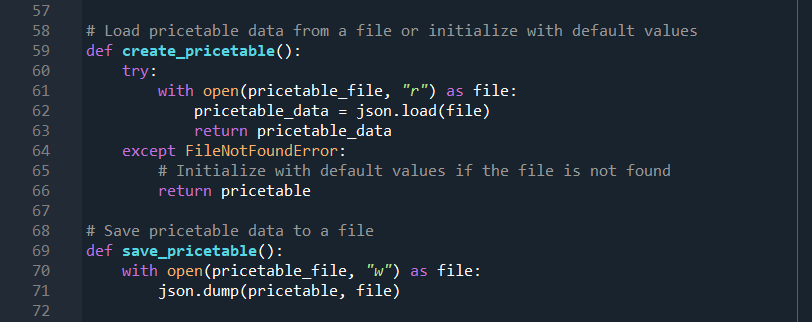 57
58 # Load pricetable data from a file or initialize with default values
59 def create_pricetable():
60     try:
61         with open(pricetable_file, "r") as file:
62             pricetable_data = json.load(file)
63             return pricetable_data
64     except FileNotFoundError:
65         # Initialize with default values if the file is not found
66         return pricetable
67
68 # Save pricetable data to a file
69 def save_pricetable():
70     with open(pricetable_file, "w") as file:
71         json.dump(pricetable, file)
72